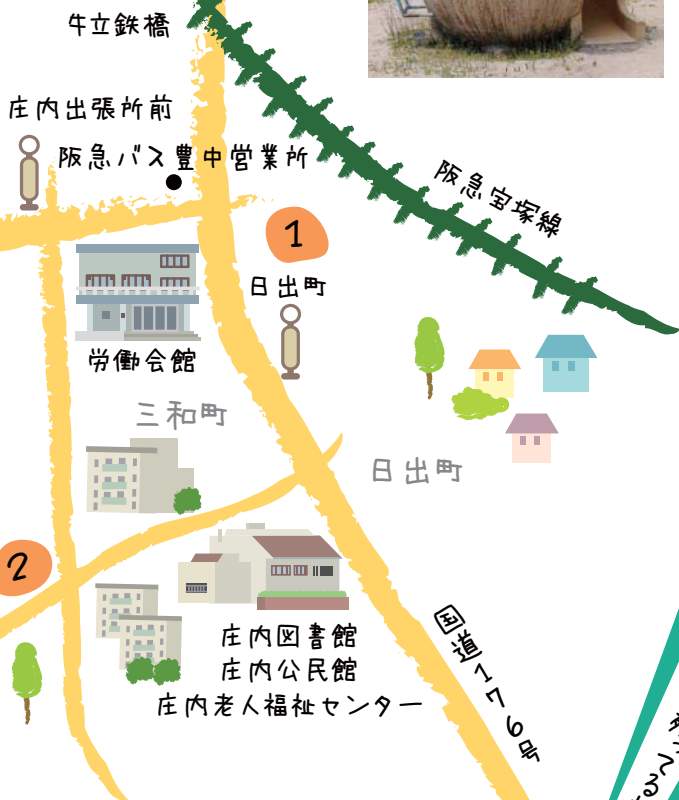 牛立鉄橋
庄内出張所前
阪急バス豊中営業所
阪急宝塚線
1
日出町
労働会館
三和町
日出町
2
庄内図書館
庄内公民館
庄内老人福祉センター
国道176号
てる